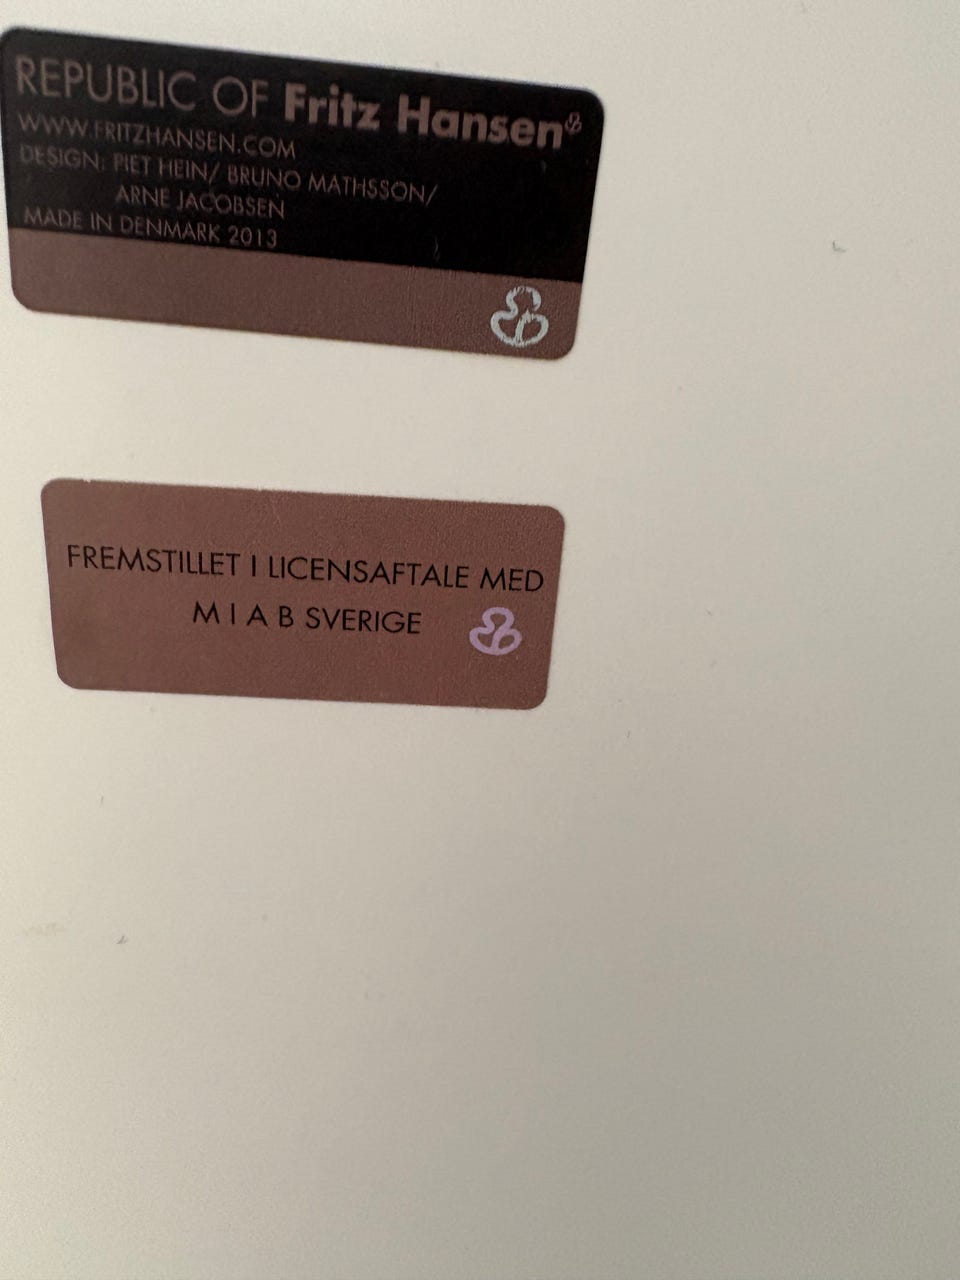 REPUBLIC OF Fritz Hansen
WWW.FRITZHANSEN.COM
DESIGN: PIET HEIN/ BRUNO MATHSSON/
ARNE JACOBSEN
MADE IN DENMARK 2013
FREMSTILLET I LICENSAFTALE MED
M I A B SVERIGE